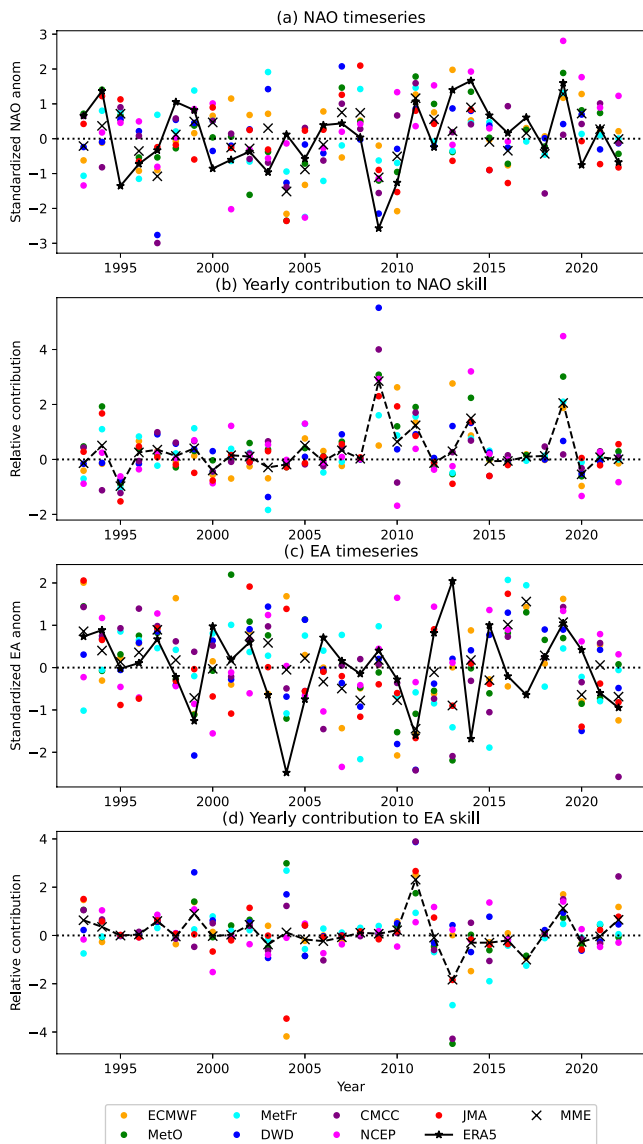 (a) NAO timeseries
Standardized NAO anom
3
2
1
0
−1
−2
−3
1995 2000 2005 2010 2015 2020
(b) Yearly contribution to NAO skill
Relative contribution
4
2
0
−2
1995 2000 2005 2010 2015 2020
(c) EA timeseries
Standardized EA anom
2
1
0
−1
−2
1995 2000 2005 2010 2015 2020
(d) Yearly contribution to EA skill
Relative contribution
4
2
0
−2
−4
1995 2000 2005 2010 2015 2020
Year
ECMWF MetFr CMCC JMA MME
MetO DWD NCEP ERA5